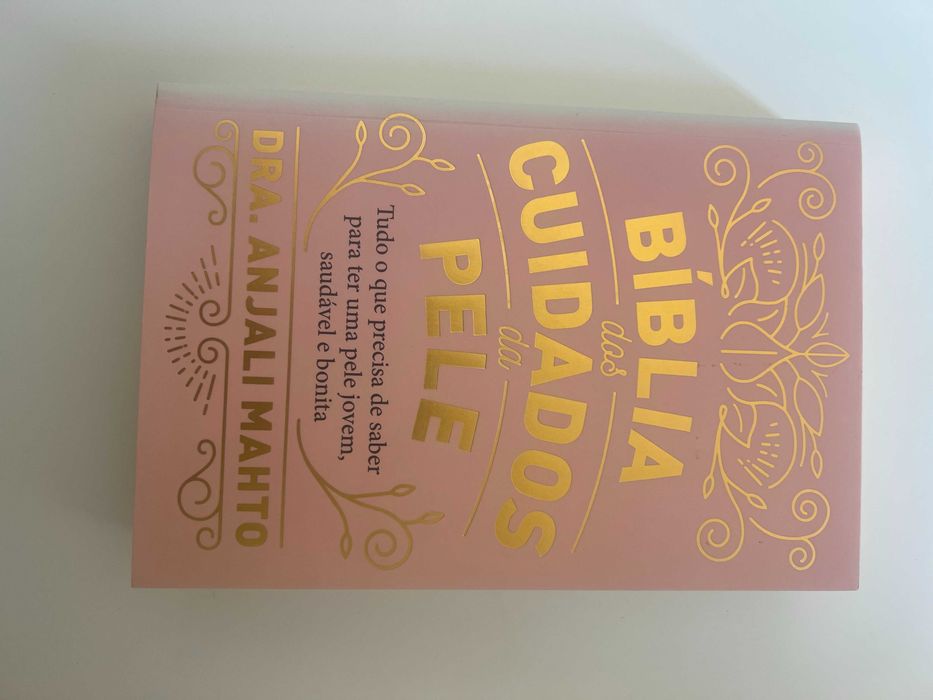 BÍBLIA
dos
CUIDADOS
da
PELE
Tudo o que precisa de saber
para ter uma pele jovem,
saudável e bonita
DRA. ANJALI MAHTO